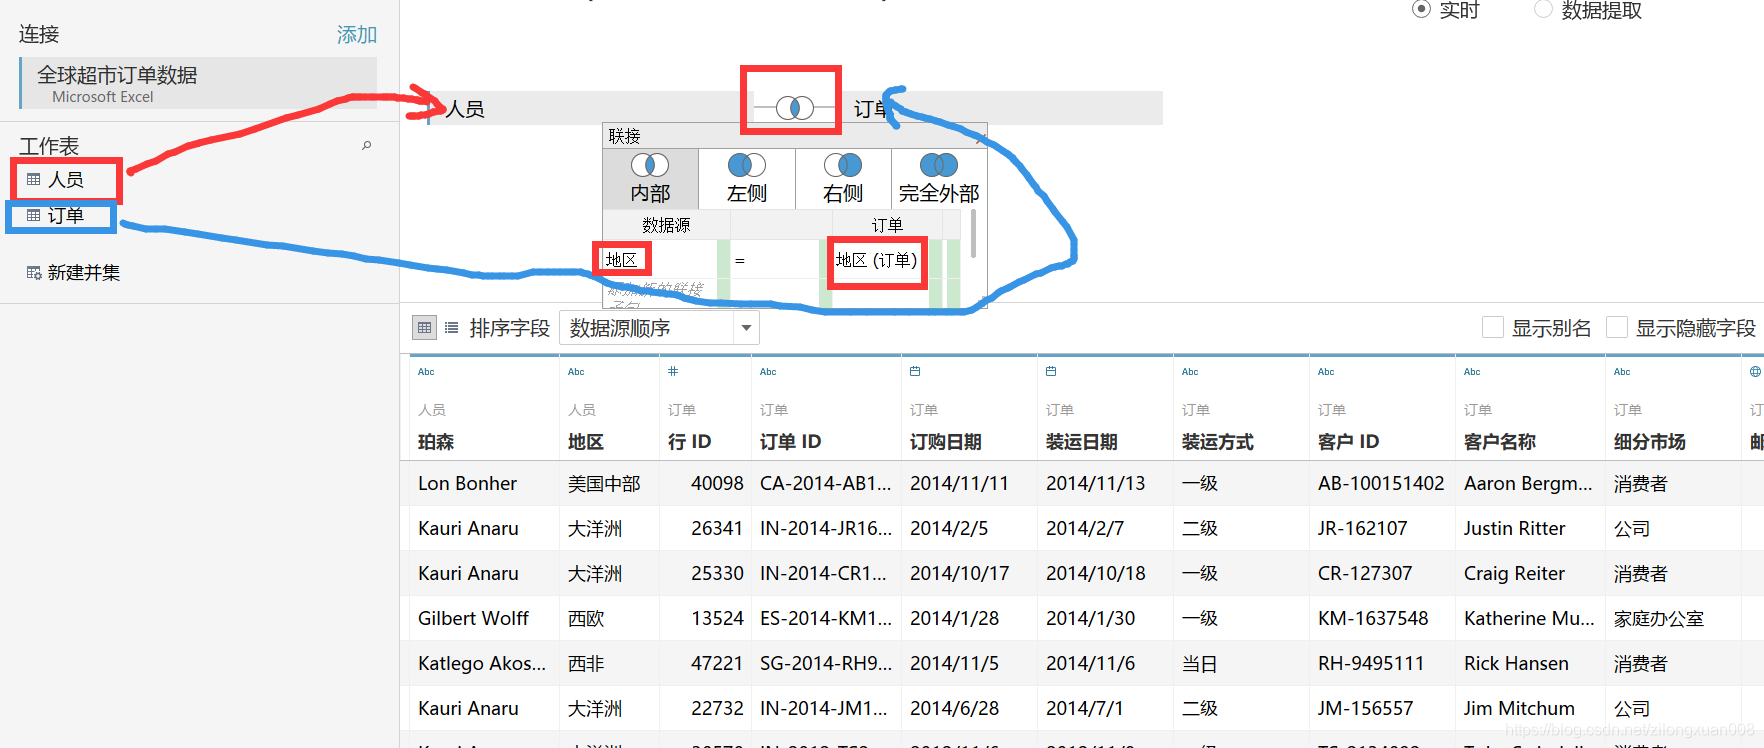 连接 添加
全球超市订单数据
Microsoft Excel
工作表
人员
订单
新建并集
实时 数据提取
人员 订单
联接
内部 左侧 右侧 完全外部
数据源 订单
地区 = 地区 (订单)
添加新的联接
子句
排序字段 数据源顺序 显示别名 显示隐藏字段
Abc Abc # Abc Abc Abc Abc Abc
人员 人员 订单 订单 订单 订单 订单 订单 订单 订单
珀森 地区 行 ID 订单 ID 订购日期 装运日期 装运方式 客户 ID 客户名称 细分市场
Lon Bonher 美国中部 40098 CA-2014-AB1... 2014/11/11 2014/11/13 一级 AB-100151402 Aaron Bergm... 消费者
Kauri Anaru 大洋洲 26341 IN-2014-JR16... 2014/2/5 2014/2/7 二级 JR-162107 Justin Ritter 公司
Kauri Anaru 大洋洲 25330 IN-2014-CR1... 2014/10/17 2014/10/18 一级 CR-127307 Craig Reiter 消费者
Gilbert Wolff 西欧 13524 ES-2014-KM1... 2014/1/28 2014/1/30 一级 KM-1637548 Katherine Mu... 家庭办公室
Katlego Akos... 西非 47221 SG-2014-RH9... 2014/11/5 2014/11/6 当日 RH-9495111 Rick Hansen 消费者
Kauri Anaru 大洋洲 22732 IN-2014-JM1... 2014/6/28 2014/7/1 二级 JM-156557 Jim Mitchum 公司
https://blog.csdn.net/zilongxuan008